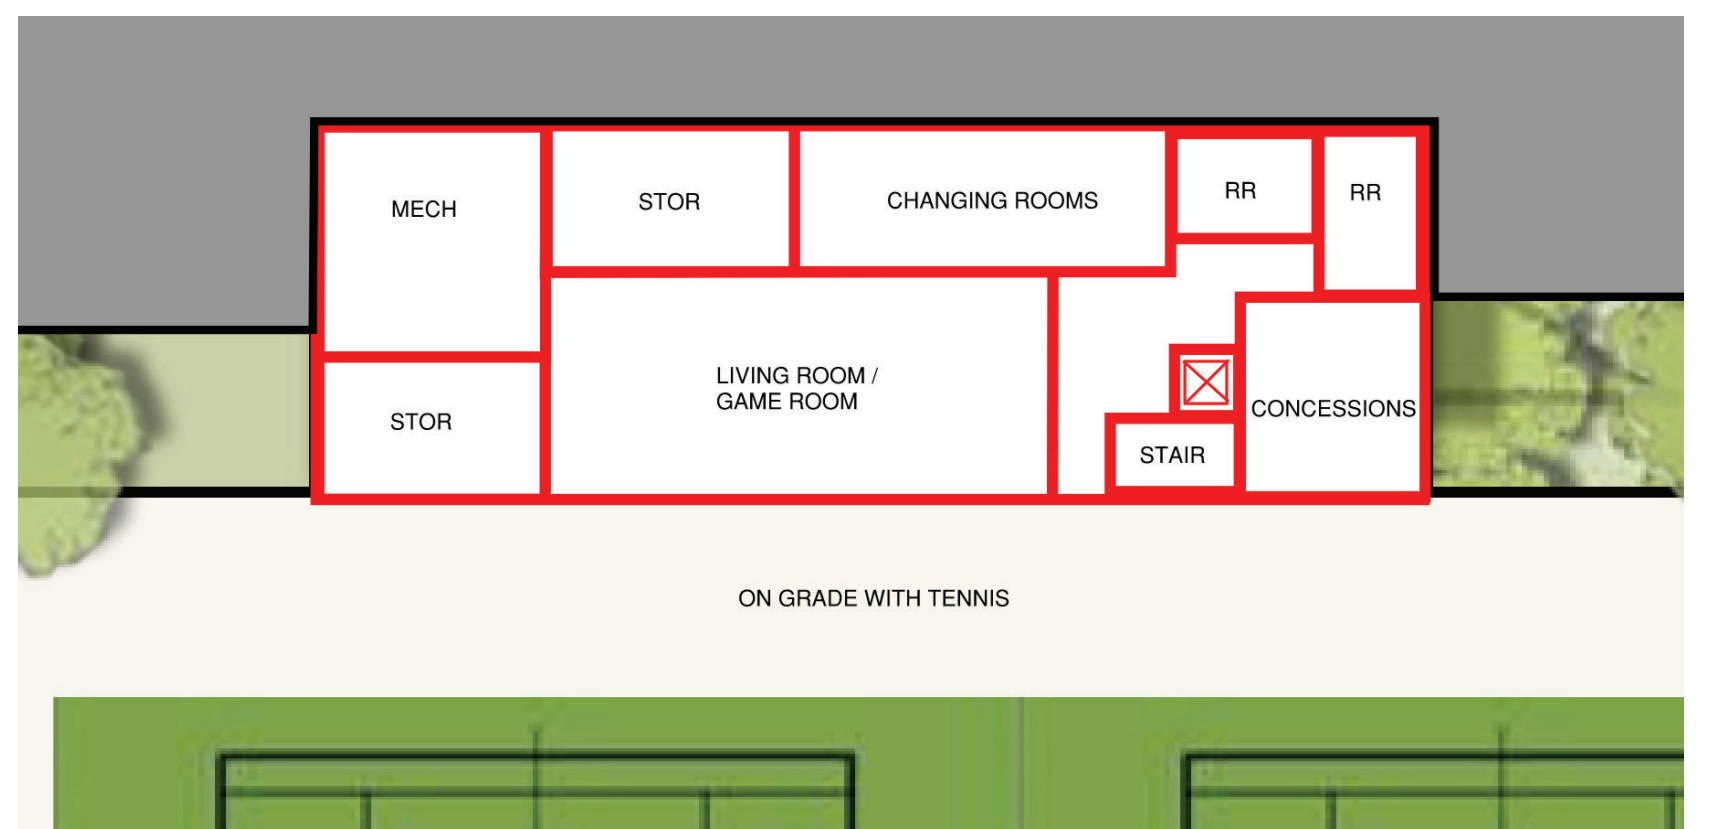 MECH
STOR
CHANGING ROOMS
RR
RR
LIVING ROOM /
GAME ROOM
STOR
CONCESSIONS
STAIR
ON GRADE WITH TENNIS